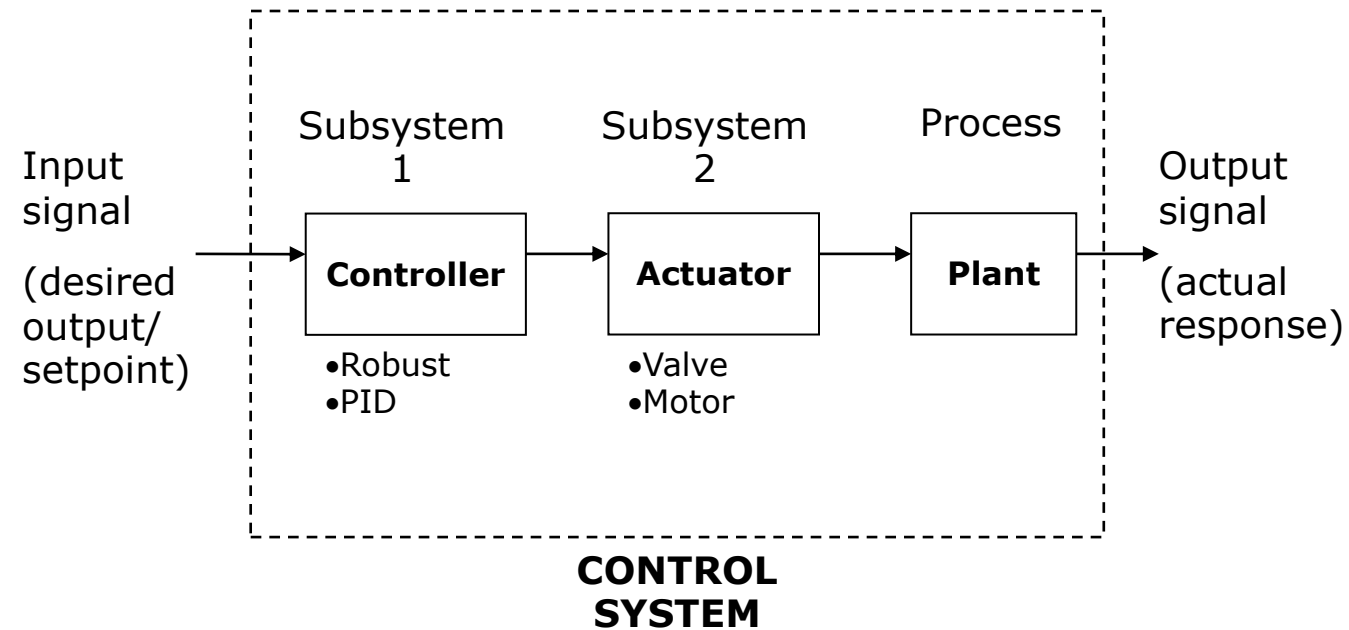 Input
signal
(desired
output/
setpoint)
Subsystem
1
Controller
•Robust
•PID
Subsystem
2
Actuator
•Valve
•Motor
Process
Plant
Output
signal
(actual
response)
CONTROL
SYSTEM